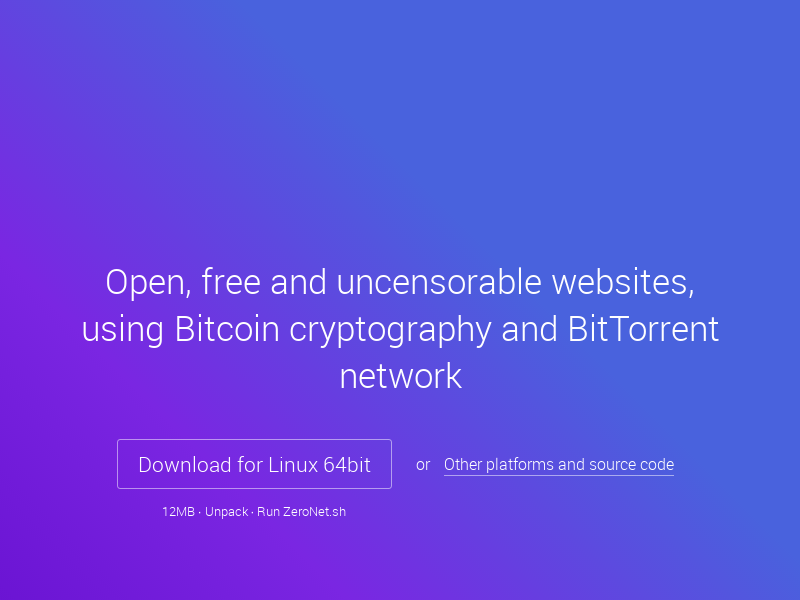 Open, free and uncensorable websites,
using Bitcoin cryptography and BitTorrent
network
Download for Linux 64bit or Other platforms and source code
12MB · Unpack · Run ZeroNet.sh